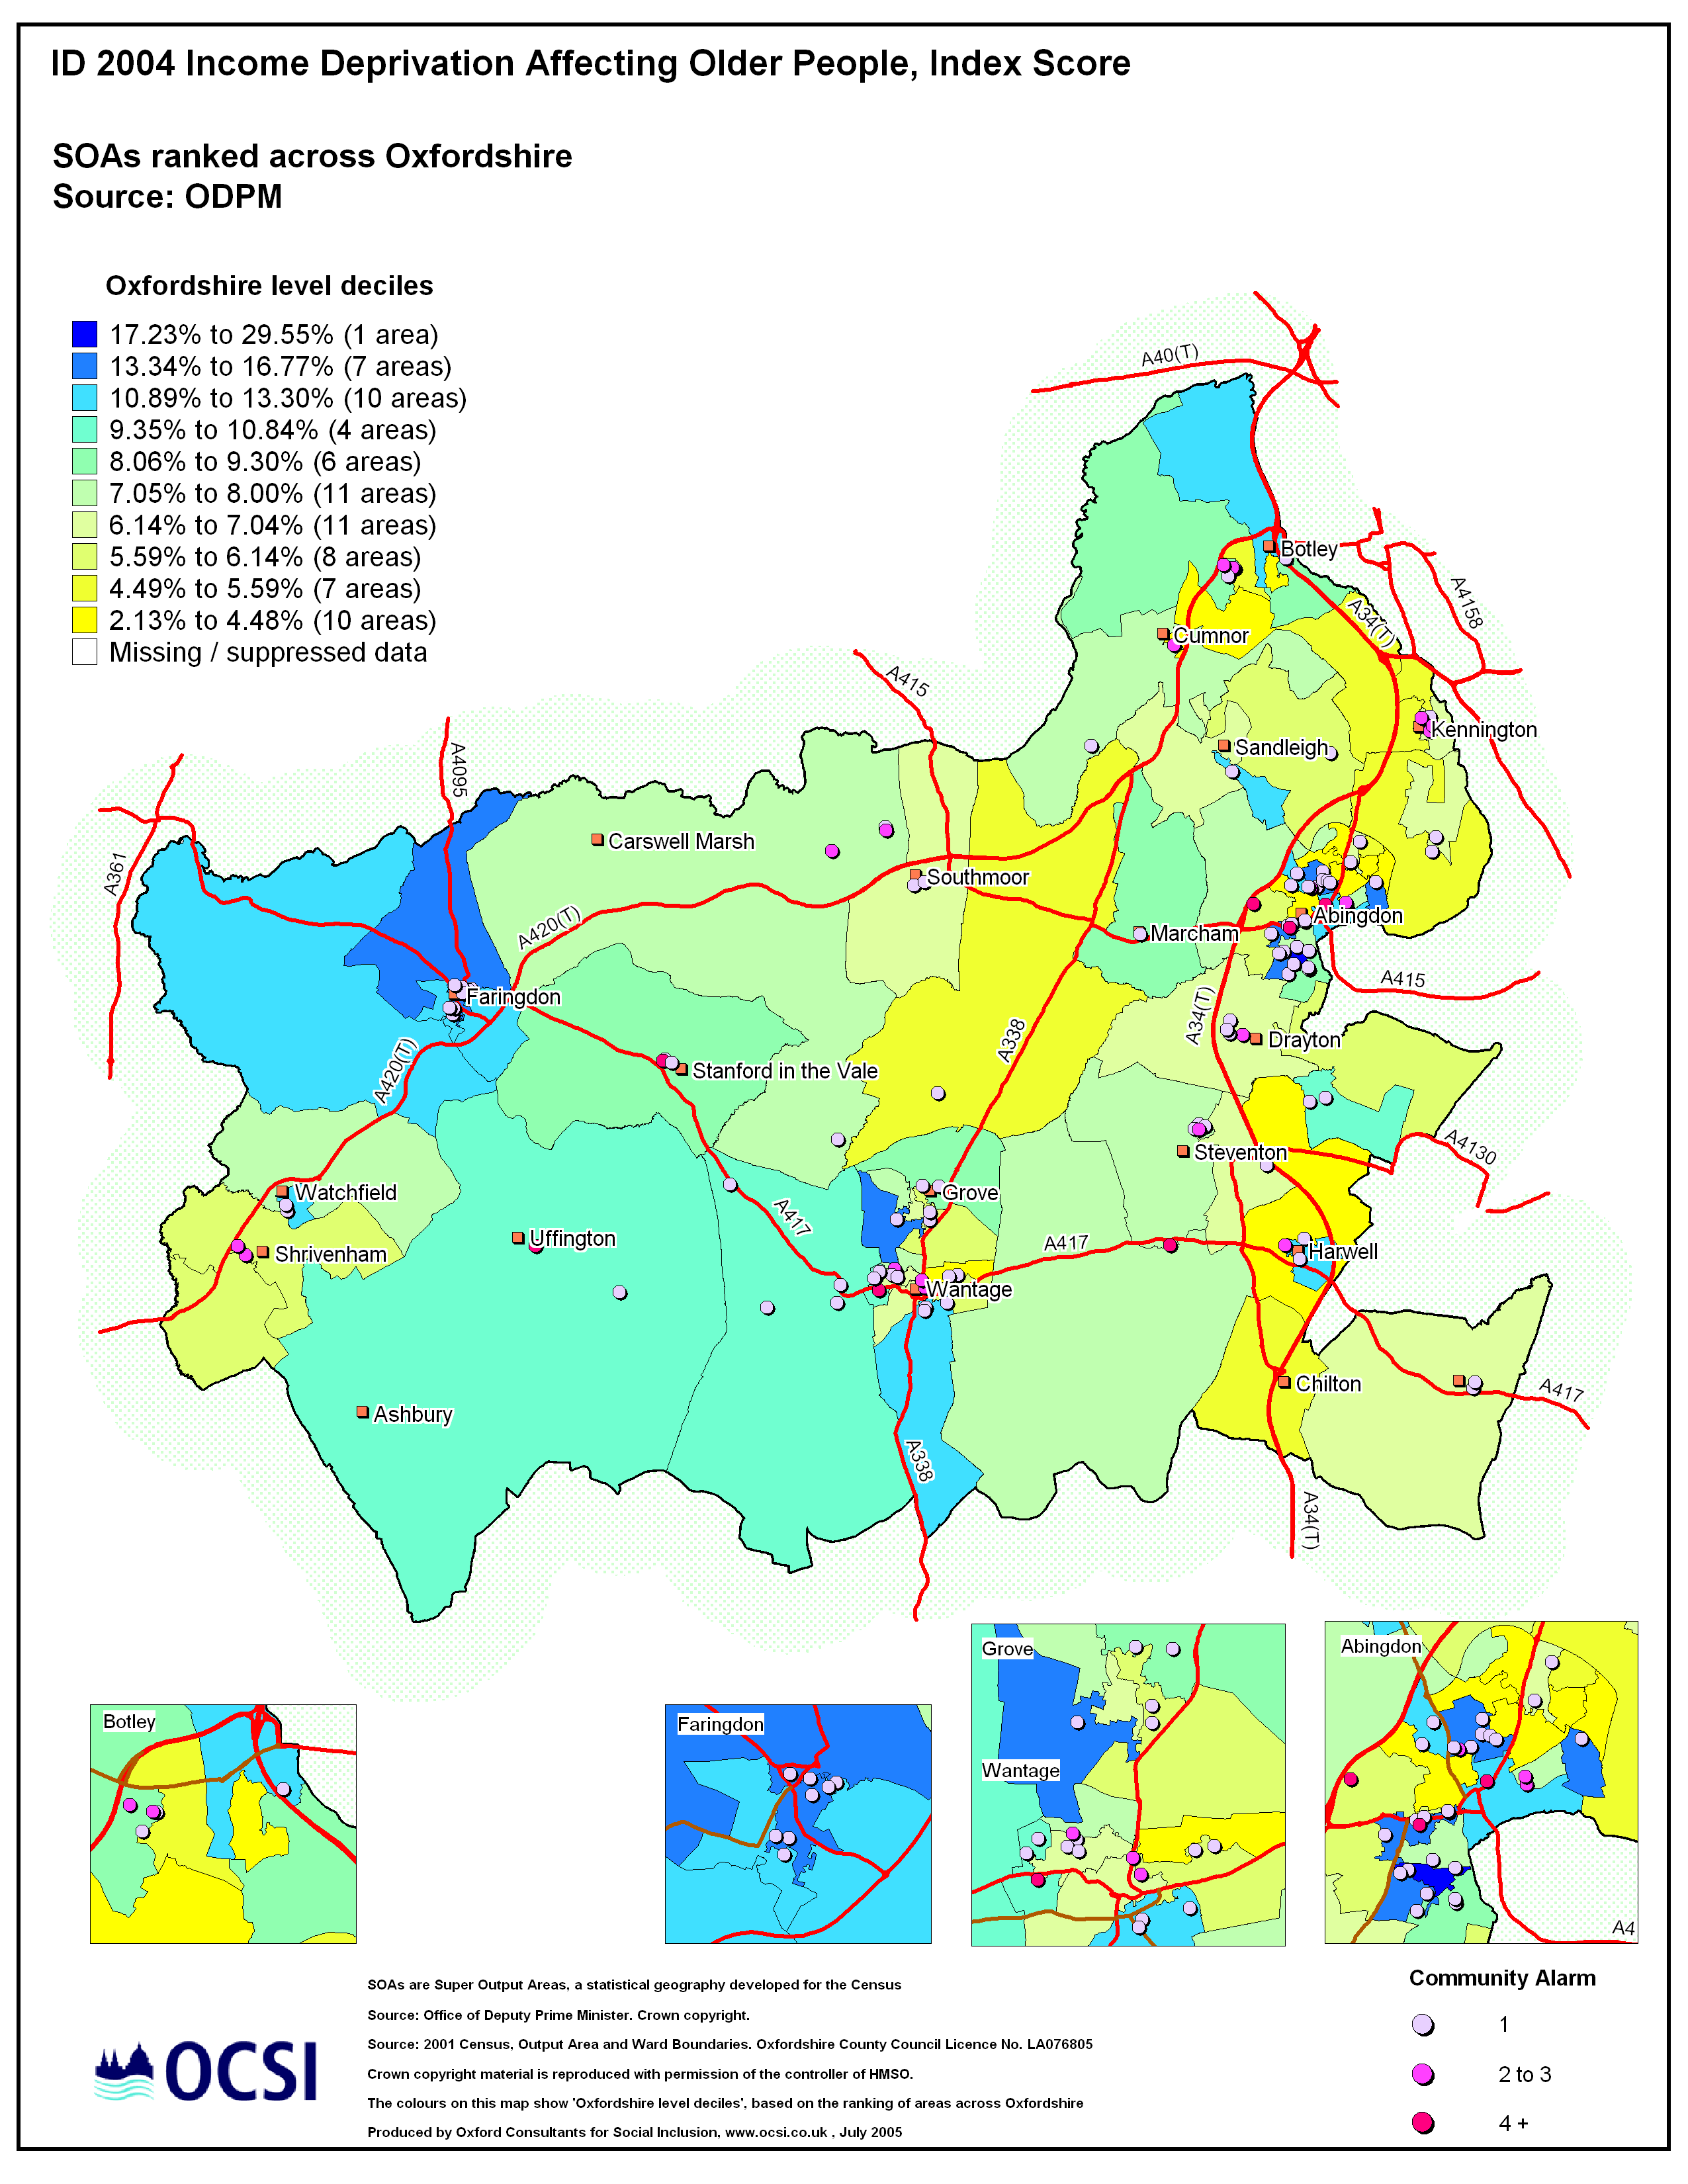 ID 2004 Income Deprivation Affecting Older People, Index Score
SOAs ranked across Oxfordshire
Source: ODPM
Oxfordshire level deciles
17.23% to 29.55% (1 area)
13.34% to 16.77% (7 areas)
10.89% to 13.30% (10 areas)
9.35% to 10.84% (4 areas)
8.06% to 9.30% (6 areas)
7.05% to 8.00% (11 areas)
6.14% to 7.04% (11 areas)
5.59% to 6.14% (8 areas)
4.49% to 5.59% (7 areas)
2.13% to 4.48% (10 areas)
Missing / suppressed data
A40(T)
Botley
A4158
A34(T)
Cumnor
A415
Kennington
Sandleigh
A4095
Carswell Marsh
A361
Southmoor
Abingdon
A420(T)
Marcham
A415
Faringdon
A34(T)
A338
Drayton
A420(T)
Stanford in the Vale
A4130
Steventon
Watchfield
Grove
A417
Uffington
A417
Harwell
Shrivenham
Wantage
Chilton
A417
Ashbury
A338
A34(T)
Botley
Faringdon
Grove
Wantage
Abingdon
A4
SOAs are Super Output Areas, a statistical geography developed for the Census
Source: Office of Deputy Prime Minister. Crown copyright.
Source: 2001 Census, Output Area and Ward Boundaries. Oxfordshire County Council Licence No. LA076805
Crown copyright material is reproduced with permission of the controller of HMSO.
The colours on this map show 'Oxfordshire level deciles', based on the ranking of areas across Oxfordshire
Produced by Oxford Consultants for Social Inclusion, www.ocsi.co.uk , July 2005
OCSI
Community Alarm
1
2 to 3
4 +